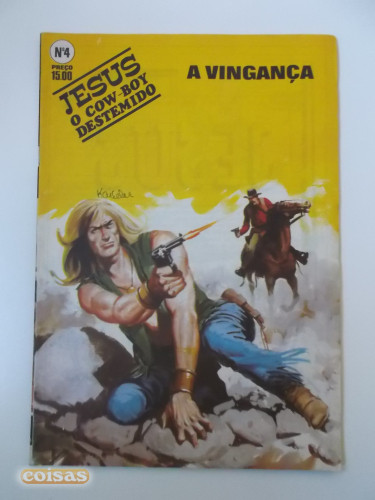 Nº4
PREÇO
15.00
JESUS
O COW-BOY
DESTEMIDO
A VINGANÇA
coisas